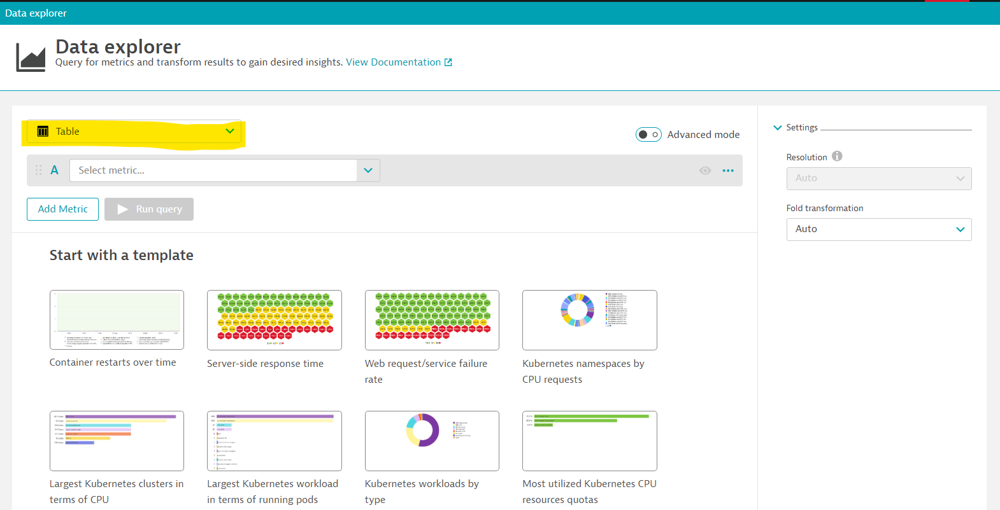 Data explorer
Data explorer
Query for metrics and transform results to gain desired insights. View Documentation
Table
Advanced mode
A
Select metric...
Add Metric
Run query
Settings
Resolution
Auto
Fold transformation
Auto
Start with a template
Container restarts over time
Server-side response time
Web request/service failure
rate
Kubernetes namespaces by
CPU requests
Largest Kubernetes clusters in
terms of CPU
Largest Kubernetes workload
in terms of running pods
Kubernetes workloads by
type
Most utilized Kubernetes CPU
resources quotas